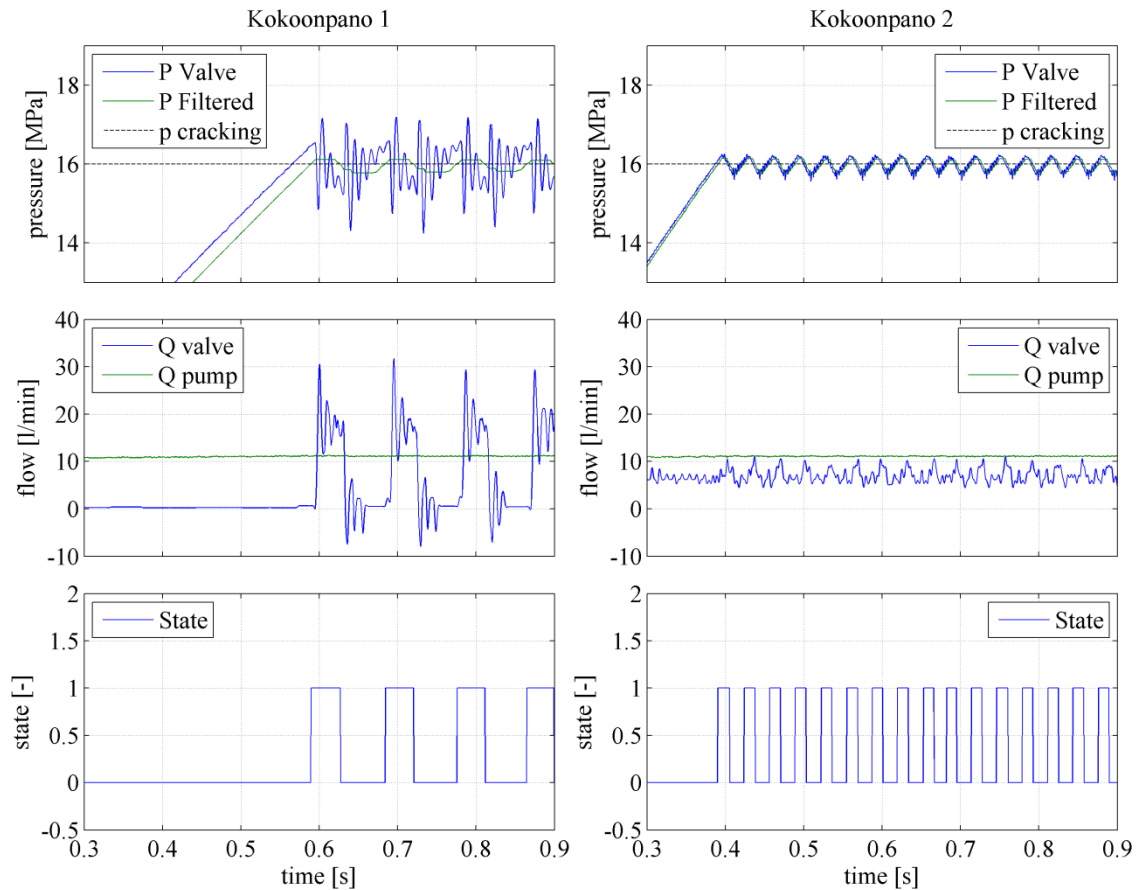 Kokoonpano 1
18
16
14
pressure [MPa]
P Valve
P Filtered
p cracking
40
30
20
10
0
-10
flow [l/min]
Q valve
Q pump
2
1.5
1
0.5
0
-0.5
state [-]
State
0.3 0.4 0.5 0.6 0.7 0.8 0.9
time [s]
Kokoonpano 2
18
16
14
pressure [MPa]
P Valve
P Filtered
p cracking
40
30
20
10
0
-10
flow [l/min]
Q valve
Q pump
2
1.5
1
0.5
0
-0.5
state [-]
State
0.3 0.4 0.5 0.6 0.7 0.8 0.9
time [s]